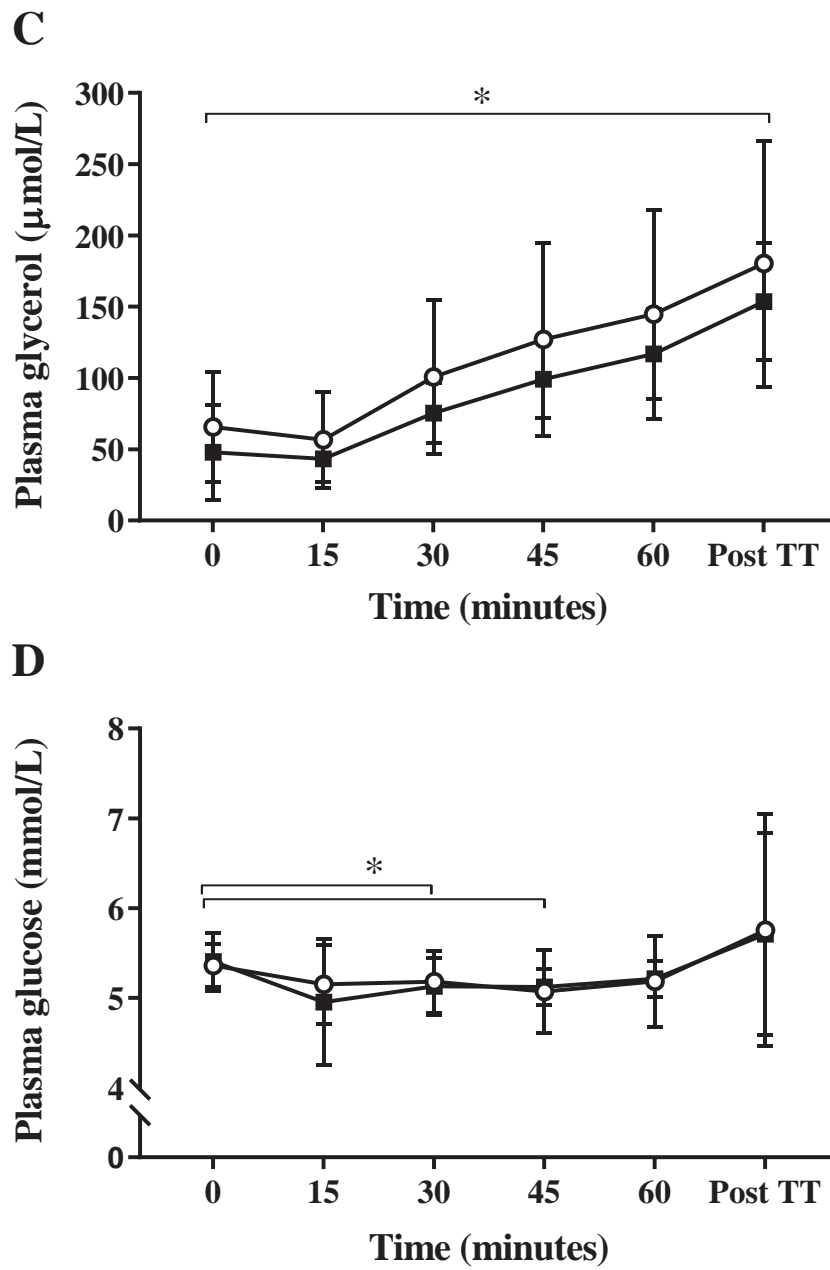 C
Plasma glycerol (µmol/L)
300
250
200
150
100
50
0
*
0 15 30 45 60 Post TT
Time (minutes)
D
Plasma glucose (mmol/L)
8
7
6
5
4
0
*
0 15 30 45 60 Post TT
Time (minutes)